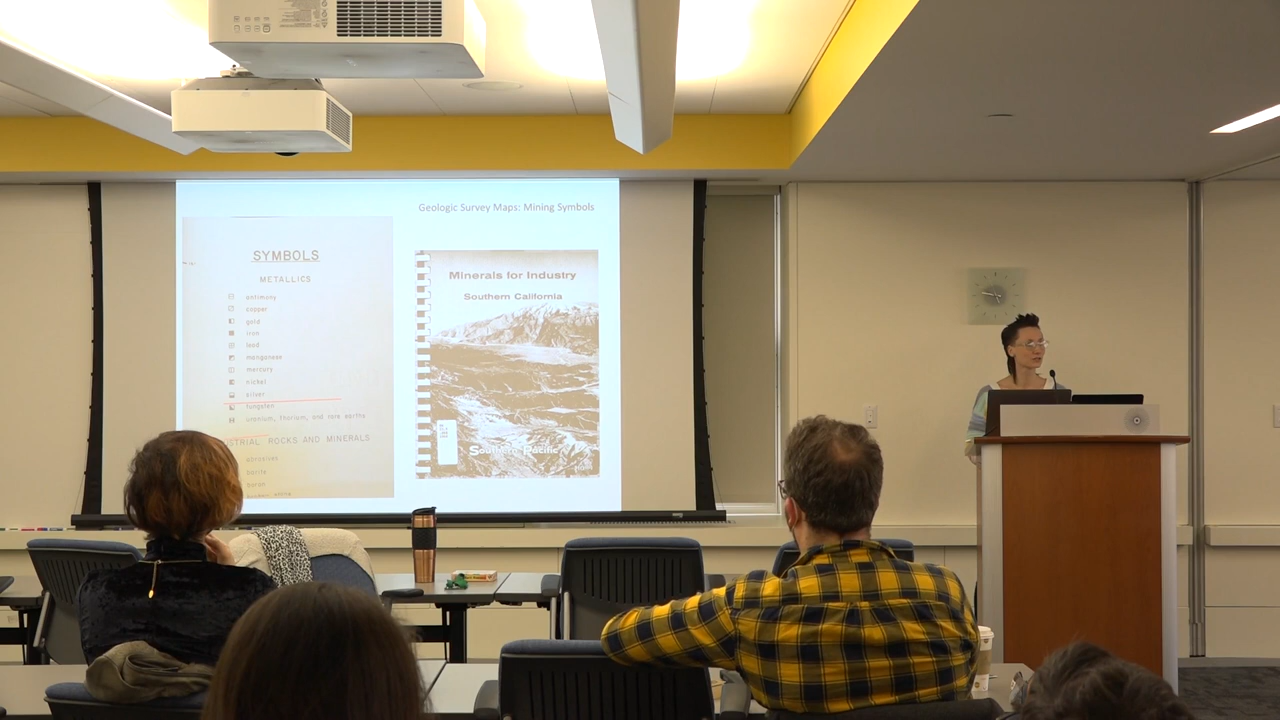 Geologic Survey Maps: Mining Symbols
SYMBOLS
METALLICS
antimony
copper
gold
iron
lead
manganese
mercury
nickel
silver
tungsten
uranium, thorium, and rare earths
USTRIAL ROCKS AND MINERALS
abrasives
barite
boron
Minerals for Industry
Southern California
Southern Pacific